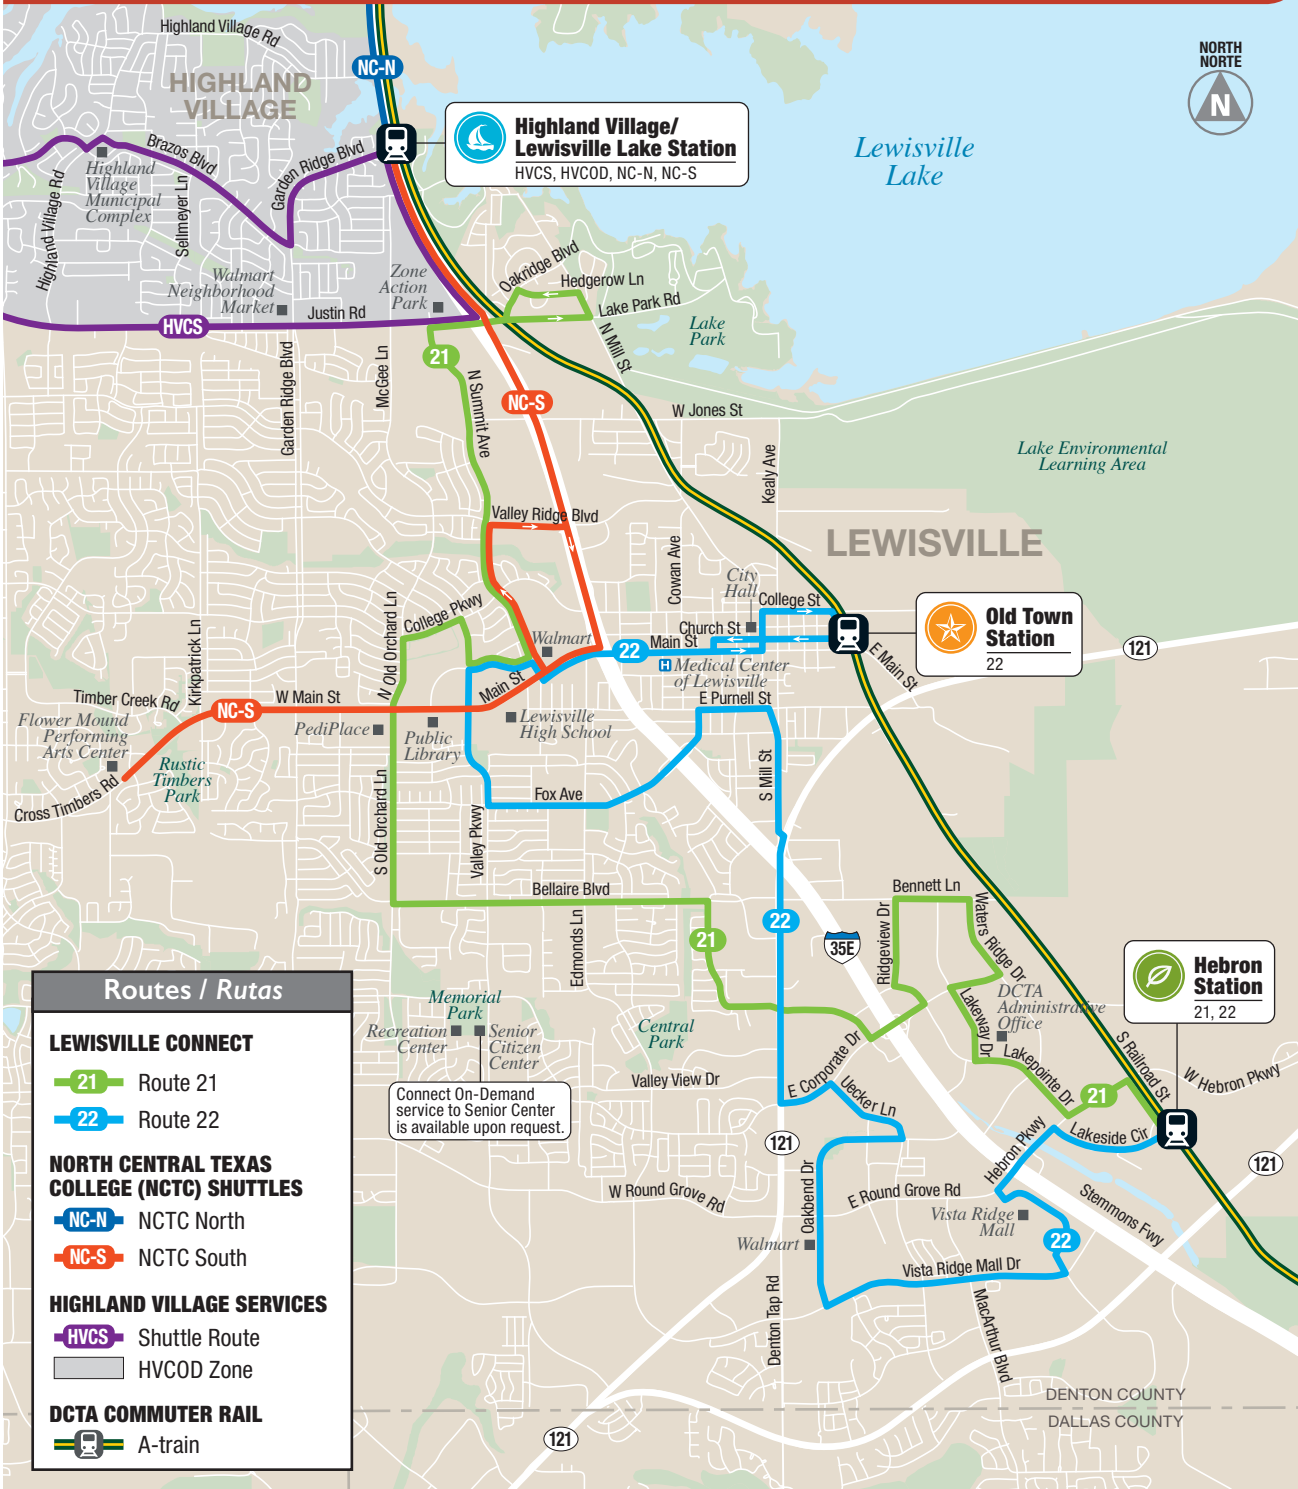 Highland Village Rd
NC-N
NORTH
NORTE
N
HIGHLAND
VILLAGE
Highland Village/
Lewisville Lake Station
HVCS, HVCOD, NC-N, NC-S
Lewisville
Lake
Brazos Blvd
Garden Ridge Blvd
Highland
Village
Municipal
Complex
Highland Village Rd
Sellmeyer Ln
Walmart
Neighborhood
Market
Zone
Action
Park
Oakridge Blvd
Hedgerow Ln
Lake Park Rd
Justin Rd
HVCS
Lake
Park
N Mill St
21
Garden Ridge Blvd
McGee Ln
N Summit Ave
NC-S
W Jones St
Kealy Ave
Lake Environmental
Learning Area
Valley Ridge Blvd
LEWISVILLE
Cowan Ave
City
Hall
College St
Old Town
Station
22
N Old Orchard Ln
College Pkwy
Kirkpatrick Ln
Walmart
22
Church St
Main St
Medical Center
of Lewisville
H
E Main St
121
Timber Creek Rd
NC-S
W Main St
Main St
E Purnell St
Flower Mound
Performing
Arts Center
PediPlace
Public
Library
Lewisville
High School
Rustic
Timbers
Park
Cross Timbers Rd
S Old Orchard Ln
Valley Pkwy
Fox Ave
S Mill St
Bellaire Blvd
Bennett Ln
Edmonds Ln
21
22
35E
Ridgeview Dr
Waters Ridge Dr
Hebron
Station
21, 22
Routes / Rutas
LEWISVILLE CONNECT
21 Route 21
22 Route 22
NORTH CENTRAL TEXAS
COLLEGE (NCTC) SHUTTLES
NC-N NCTC North
NC-S NCTC South
HIGHLAND VILLAGE SERVICES
HVCS Shuttle Route
HVCOD Zone
DCTA COMMUTER RAIL
A-train
Memorial
Park
Recreation
Center
Senior
Citizen
Center
Central
Park
Connect On-Demand
service to Senior Center
is available upon request.
Valley View Dr
E Corporate Dr
Uecker Ln
Lakeway Dr
DCTA
Administrative
Office
Lakepointe Dr
21
S Railroad St
W Hebron Pkwy
Lakeside Cir
Hebron Pkwy
121
121
W Round Grove Rd
Oakbend Dr
E Round Grove Rd
Vista Ridge
Mall
Stemmons Fwy
22
Walmart
Vista Ridge Mall Dr
Denton Tap Rd
MacArthur Blvd
DENTON COUNTY
DALLAS COUNTY
121